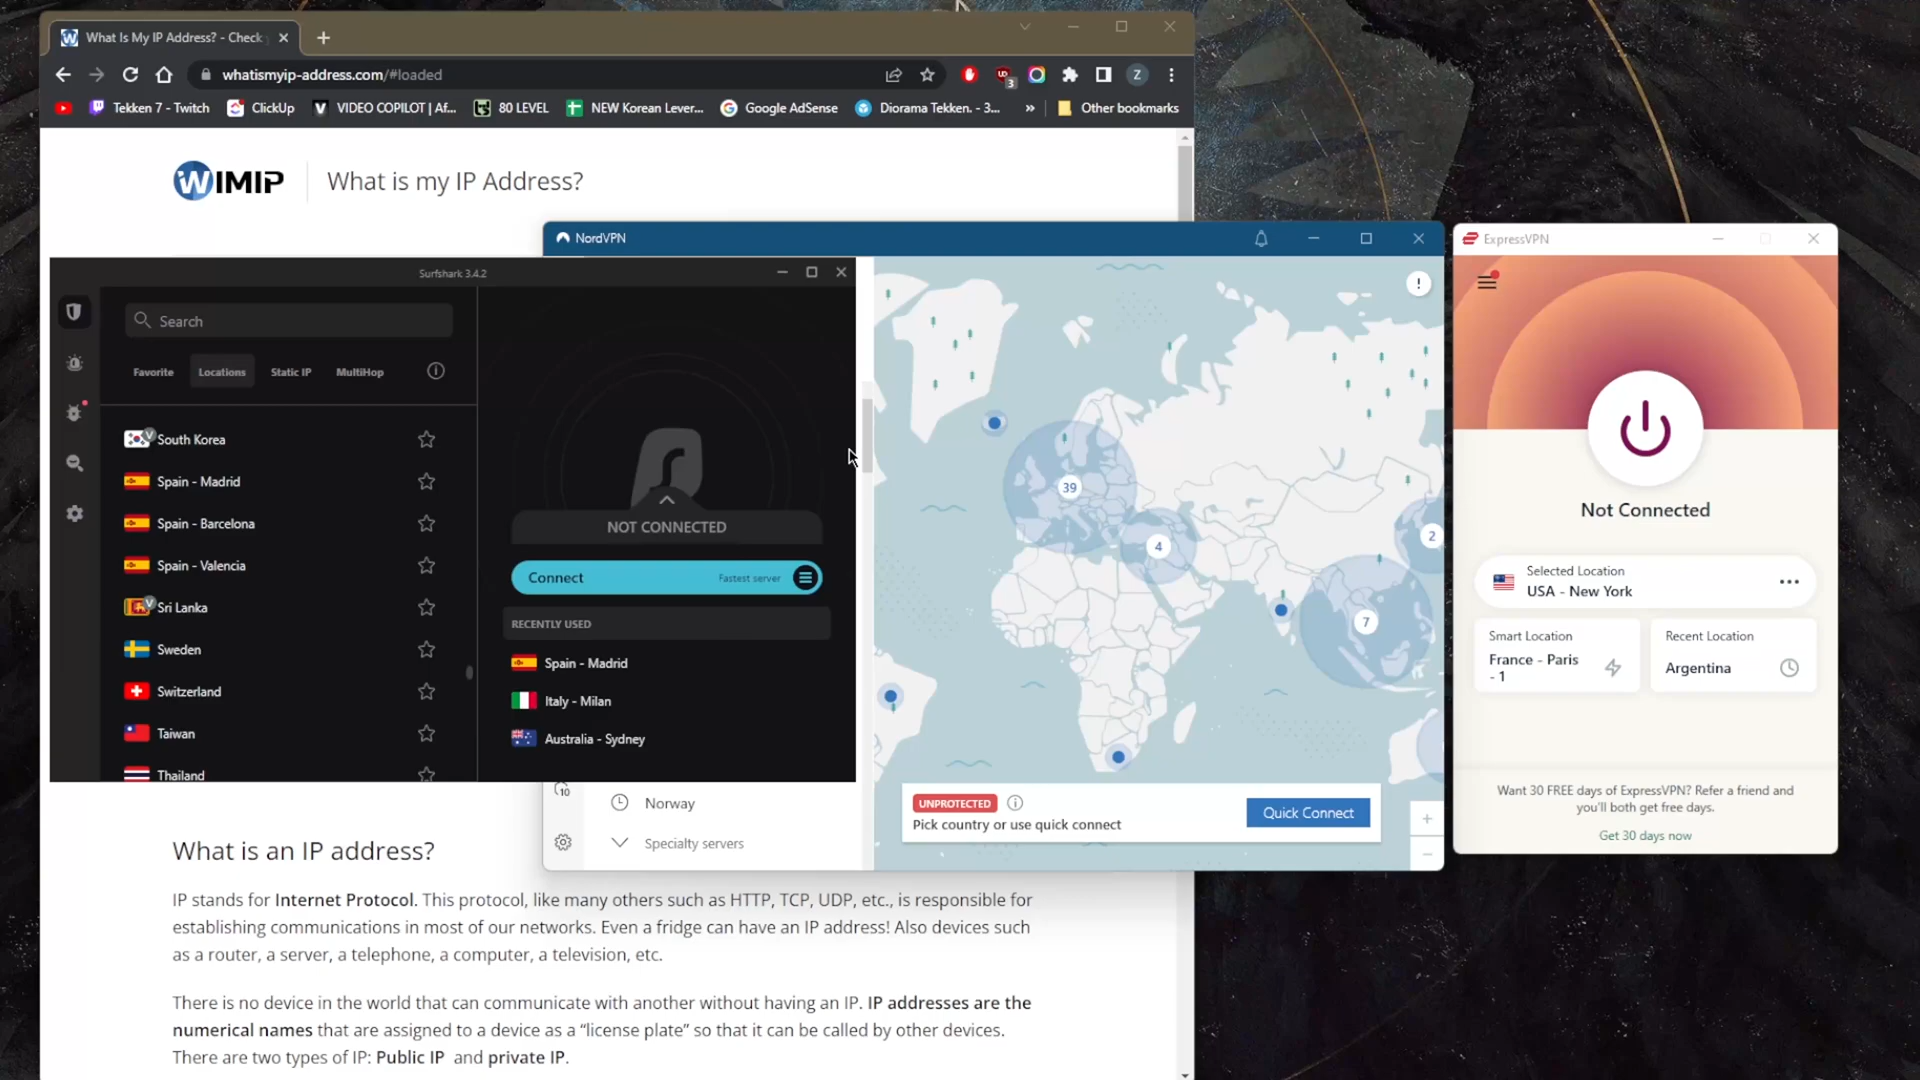 What Is My IP Address? - Check
whatismyip-address.com/#loaded
Z
3
Tekken 7 - Twitch
ClickUp
VIDEO COPILOT | Af...
80 LEVEL
NEW Korean Lever...
Google AdSense
Diorama Tekken. - 3...
»
Other bookmarks
WIMIP
What is my IP Address?
NordVPN
ExpressVPN
Surfshark 3.4.2
Search
Favorite
Locations
Static IP
MultiHop
South Korea
Spain - Madrid
Spain - Barcelona
Spain - Valencia
Sri Lanka
Sweden
Switzerland
Taiwan
Thailand
NOT CONNECTED
Connect
Fastest server
RECENTLY USED
Spain - Madrid
Italy - Milan
Australia - Sydney
39
4
2
7
!
10
Norway
Specialty servers
UNPROTECTED
Pick country or use quick connect
Quick Connect
Not Connected
Selected Location
USA - New York
Smart Location
France - Paris
- 1
Recent Location
Argentina
Want 30 FREE days of ExpressVPN? Refer a friend and
you'll both get free days.
Get 30 days now
What is an IP address?
IP stands for Internet Protocol. This protocol, like many others such as HTTP, TCP, UDP, etc., is responsible for
establishing communications in most of our networks. Even a fridge can have an IP address! Also devices such
as a router, a server, a telephone, a computer, a television, etc.
There is no device in the world that can communicate with another without having an IP. IP addresses are the
numerical names that are assigned to a device as a “license plate” so that it can be called by other devices.
There are two types of IP: Public IP and private IP.